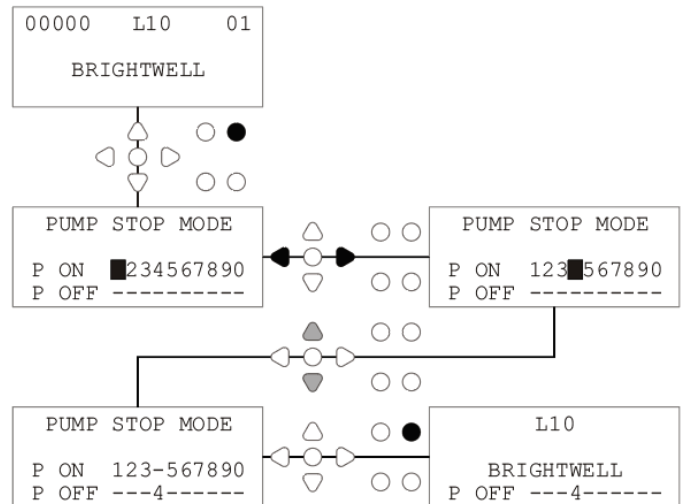 00000 L10 01
BRIGHTWELL
PUMP STOP MODE
P ON █234567890
P OFF ----------
PUMP STOP MODE
P ON 123█567890
P OFF ----------
PUMP STOP MODE
P ON 123-567890
P OFF ---4------
L10
BRIGHTWELL
P OFF ---4------